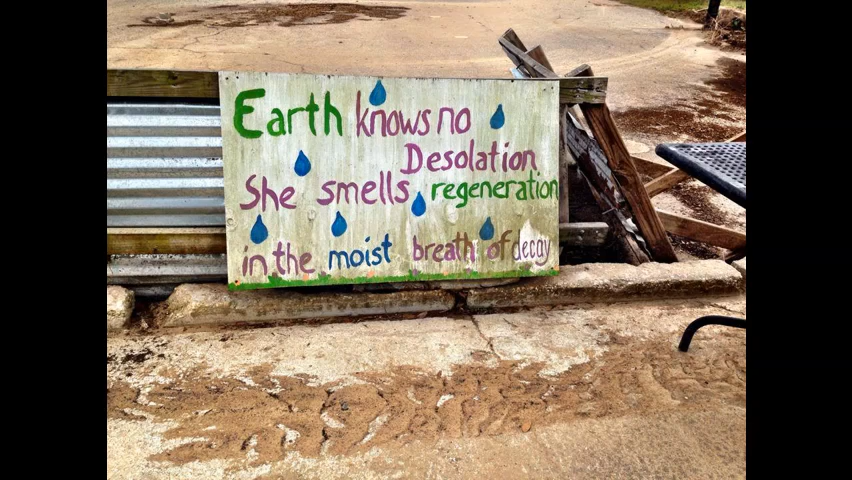 Earth knows no
Desolation
She smells regeneration
in the moist breath of decay